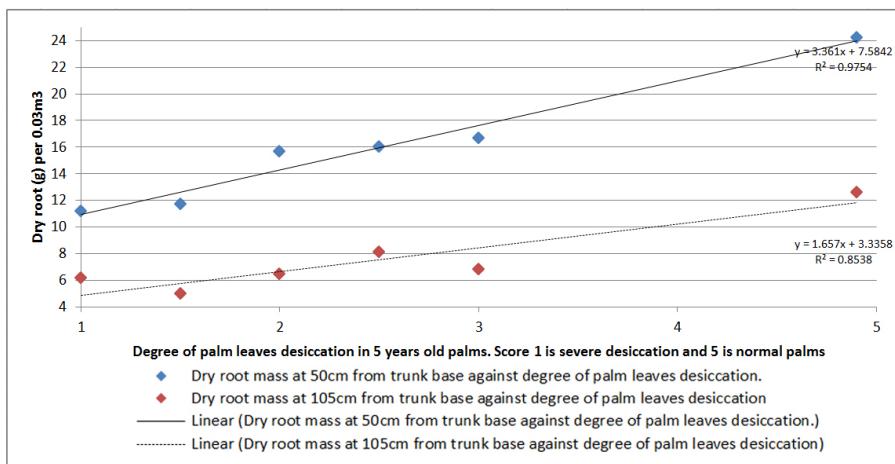 24
22
20
18
16
14
12
10
8
6
4
Dry root (g) per 0.03m3
y = 3.361x + 7.5842
R² = 0.9754
y = 1.657x + 3.3358
R² = 0.8538
1 2 3 4 5
Degree of palm leaves desiccation in 5 years old palms. Score 1 is severe desiccation and 5 is normal palms
Dry root mass at 50cm from trunk base against degree of palm leaves desiccation.
Dry root mass at 105cm from trunk base against degree of palm leaves desiccation
Linear (Dry root mass at 50cm from trunk base against degree of palm leaves desiccation.)
Linear (Dry root mass at 105cm from trunk base against degree of palm leaves desiccation)